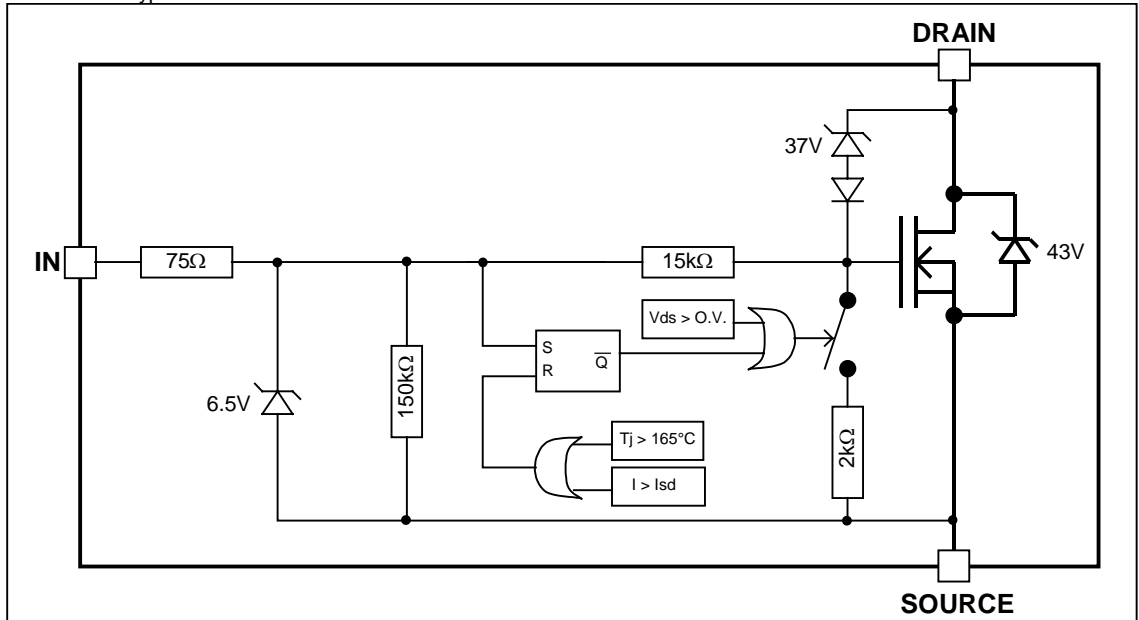 DRAIN
37V
IN
75Ω
15kΩ
43V
Vds > O.V.
S
R
Q̅
150kΩ
6.5V
Tj > 165°C
I > Isd
2kΩ
SOURCE